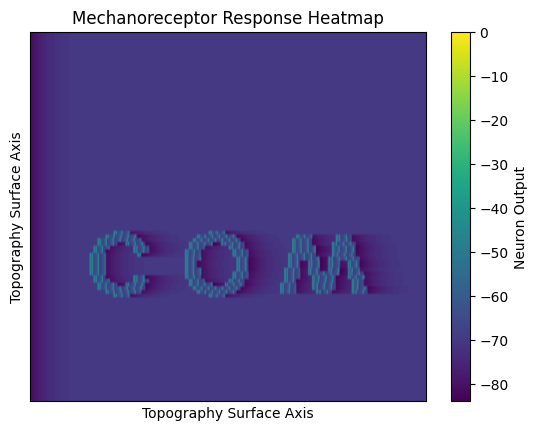 Mechanoreceptor Response Heatmap
Topography Surface Axis
COM
Topography Surface Axis
0
−10
−20
−30
−40
−50
−60
−70
−80
Neuron Output